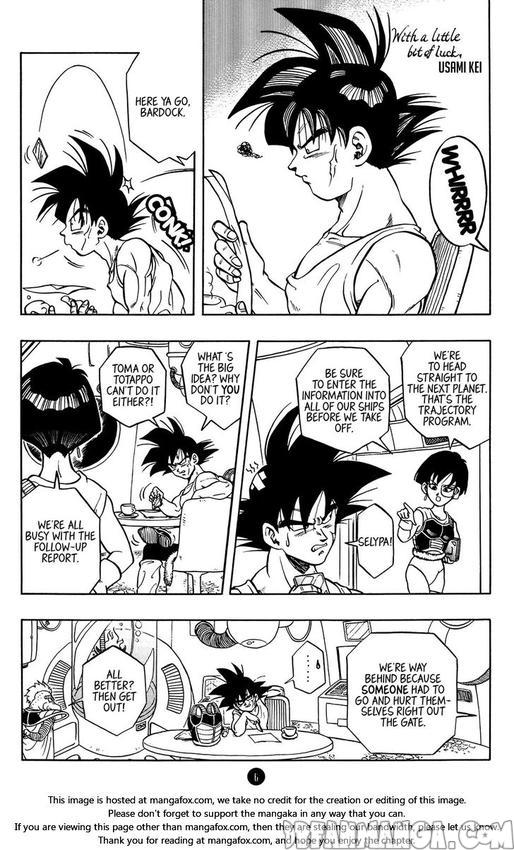 With a little
bit of luck,
USAMI KEI
WHIRRRR
HERE YA GO,
BARDOCK.
CONK!
WE'RE
TO HEAD
STRAIGHT TO
THE NEXT PLANET.
THAT'S THE
TRAJECTORY
PROGRAM.
BE SURE
TO ENTER THE
INFORMATION INTO
ALL OF OUR SHIPS
BEFORE WE TAKE
OFF.
SELYPA!
WHAT'S
THE BIG
IDEA? WHY
DON'T YOU
DO IT?
TOMA OR
TOTAPPO
CAN'T DO IT
EITHER?!
WE'RE ALL
BUSY WITH THE
FOLLOW-UP
REPORT.
WE'RE WAY
BEHIND BECAUSE
SOMEONE HAD TO
GO AND HURT THEM-
SELVES RIGHT OUT
THE GATE.
......!
ALL
BETTER?
THEN GET
OUT!
6
This image is hosted at mangafox.com, we take no credit for the creation or editing of this image.
Please don't forget to support the mangaka in any way that you can.
If you are viewing this page other than mangafox.com, then they are stealing our bandwidth, please let us know.
Thank you for reading at mangafox.com, and hope you enjoy the chapter.